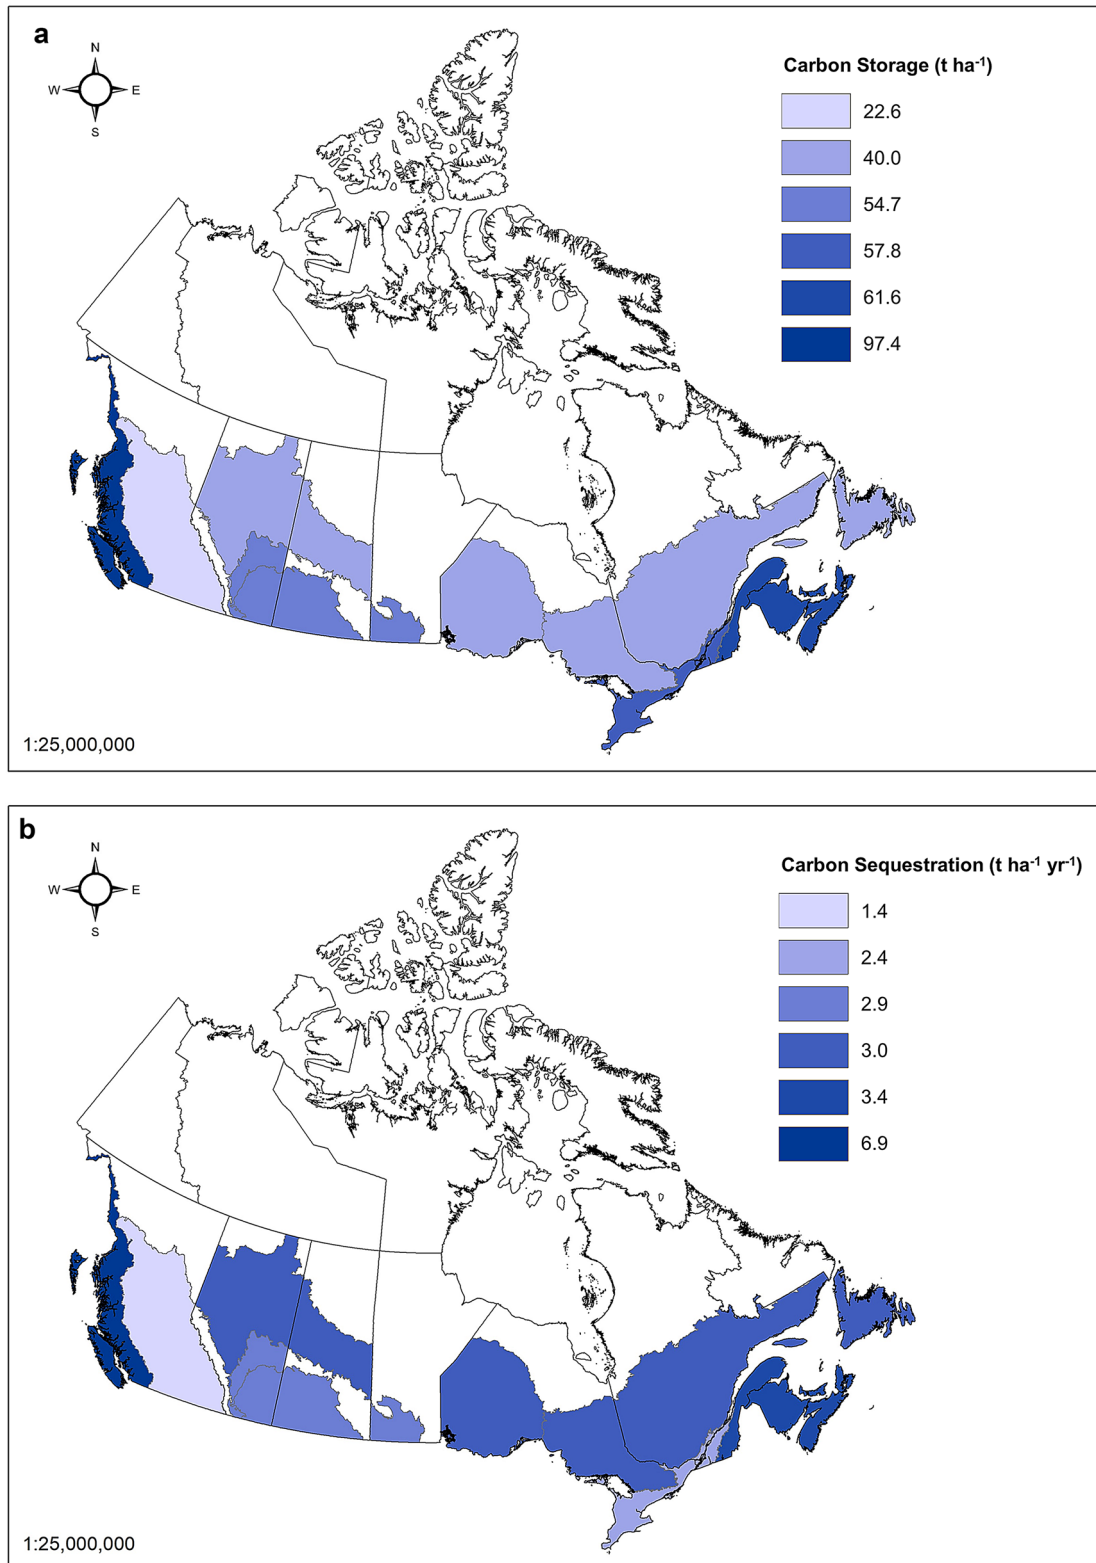 a
N
W E
S
Carbon Storage (t ha⁻¹)
22.6
40.0
54.7
57.8
61.6
97.4
1:25,000,000
b
N
W E
S
Carbon Sequestration (t ha⁻¹ yr⁻¹)
1.4
2.4
2.9
3.0
3.4
6.9
1:25,000,000